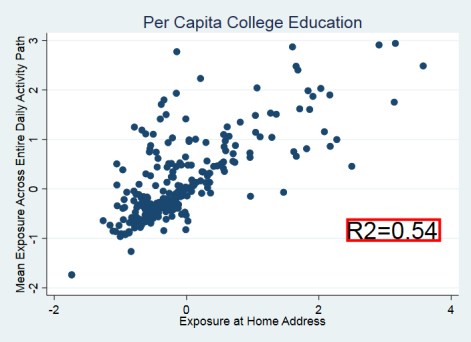 Per Capita College Education
Mean Exposure Across Entire Daily Activity Path
3
2
1
0
-1
-2
R2=0.54
-2
0
2
4
Exposure at Home Address